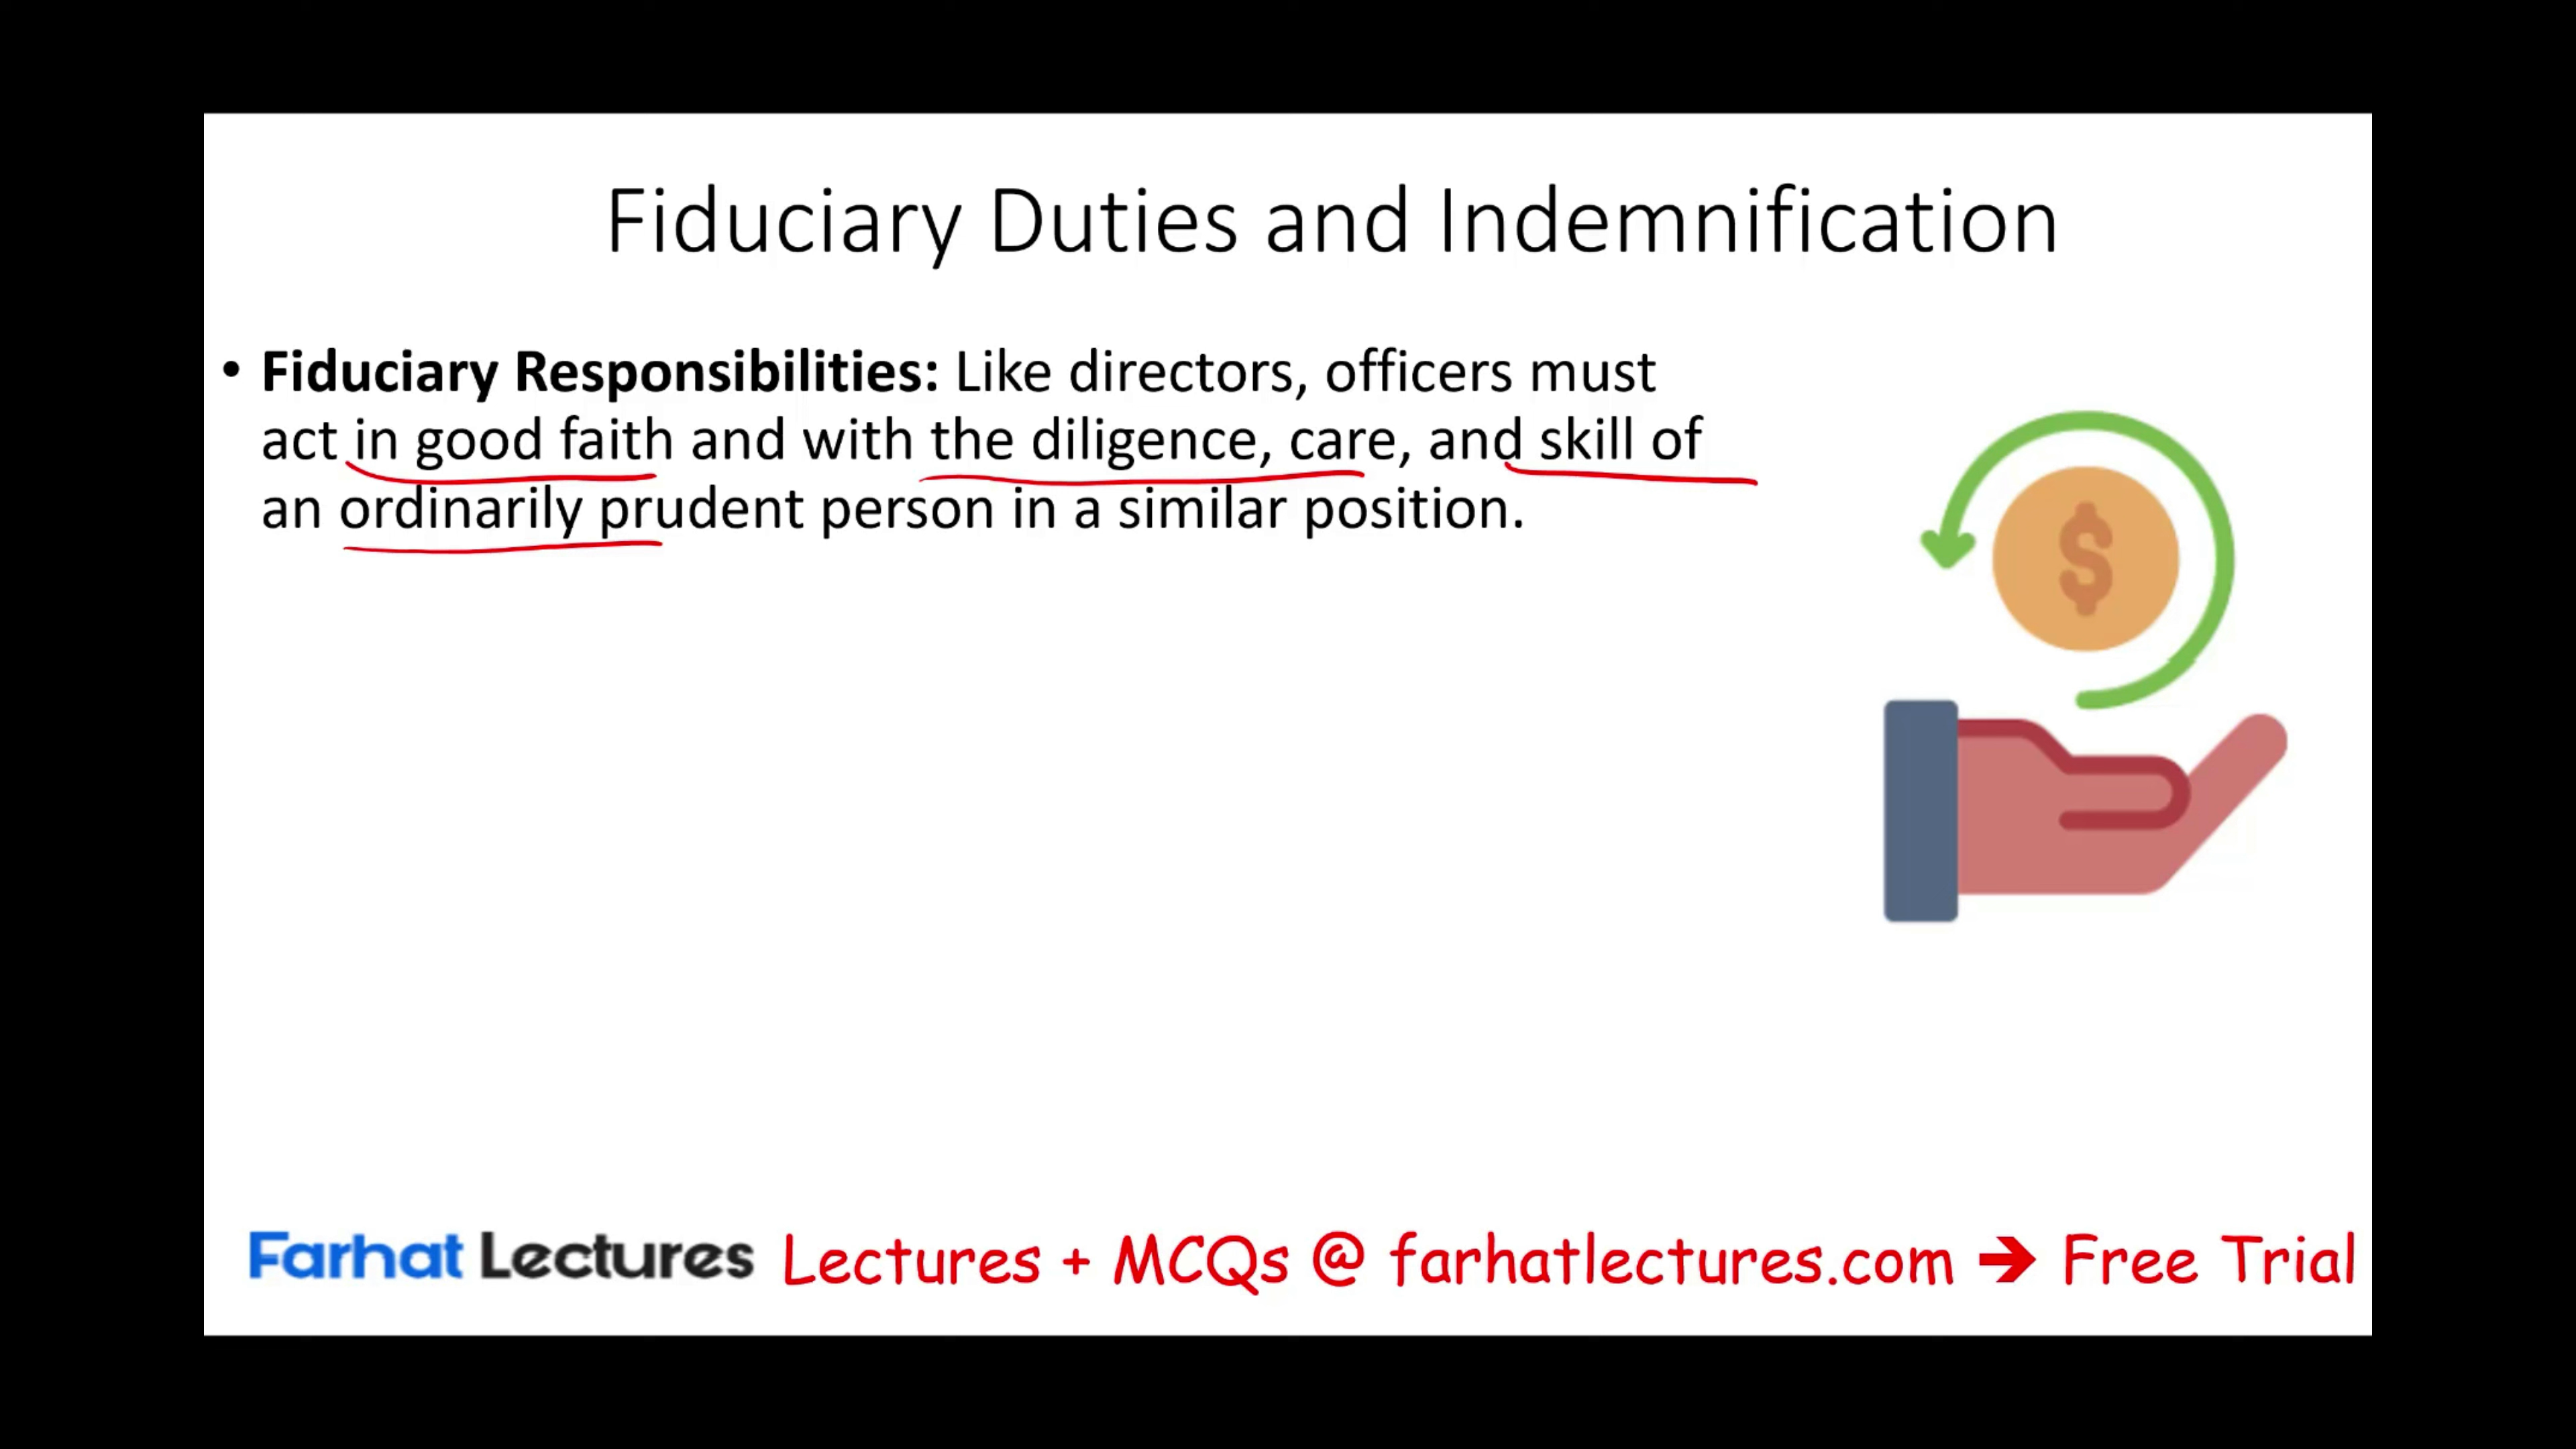 Fiduciary Duties and Indemnification
• Fiduciary Responsibilities: Like directors, officers must
act in good faith and with the diligence, care, and skill of
an ordinarily prudent person in a similar position.
$
Farhat Lectures Lectures + MCQs @ farhatlectures.com ➔ Free Trial